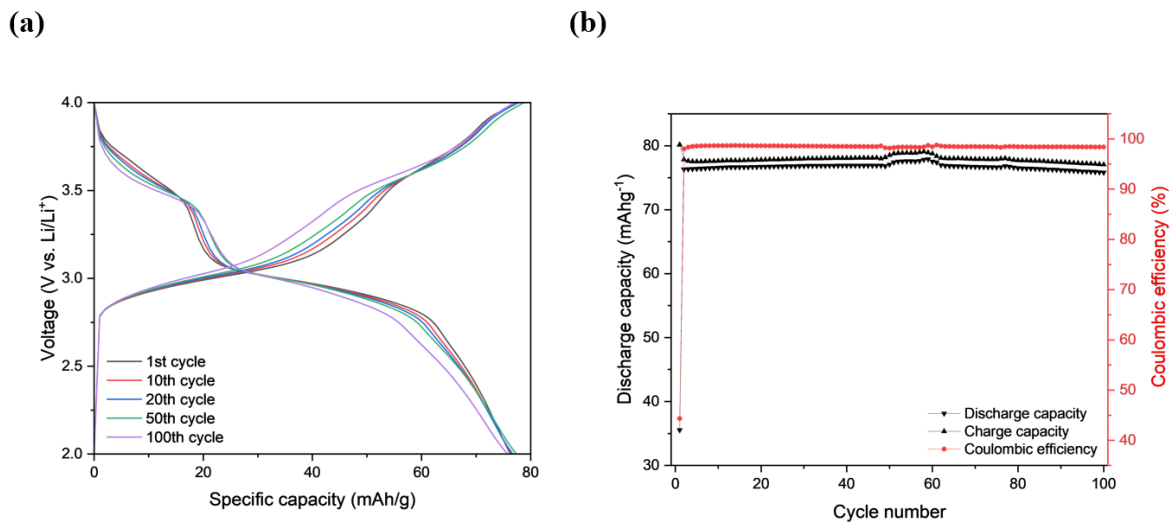 (a)
(b)
4.0
3.5
3.0
2.5
2.0
Voltage (V vs. Li/Li⁺)
1st cycle
10th cycle
20th cycle
50th cycle
100th cycle
0 20 40 60 80
Specific capacity (mAh/g)
80
75
70
65
60
55
50
45
40
35
30
Discharge capacity (mAhg⁻¹)
Discharge capacity
Charge capacity
Coulombic efficiency
0 20 40 60 80 100
Cycle number
100
90
80
70
60
50
40
Coulombic efficiency (%)